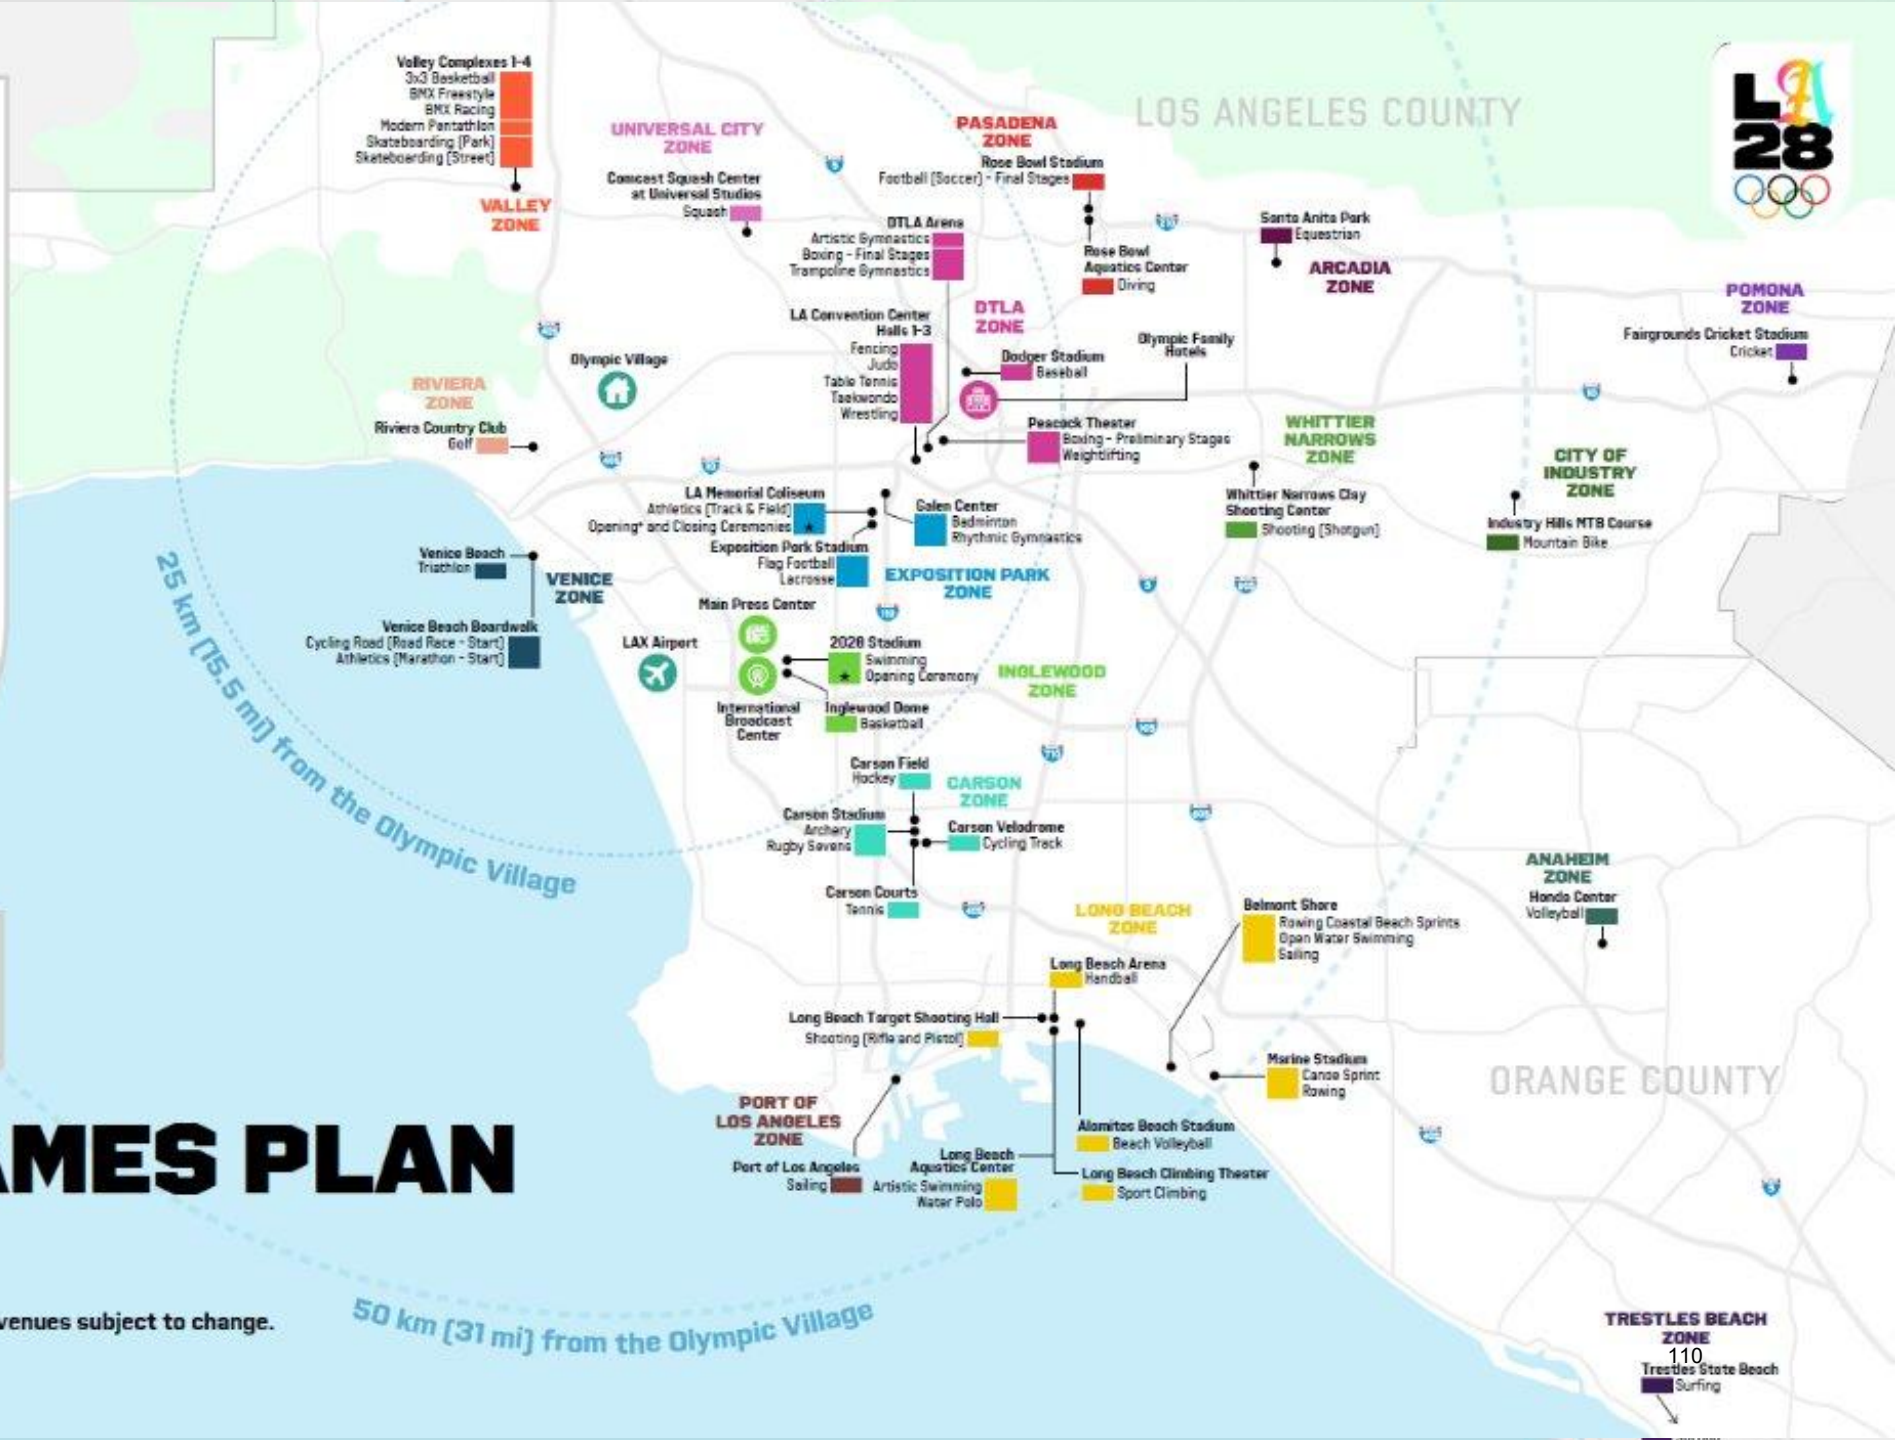 Valley Complexes 1-4
3x3 Basketball
BMX Freestyle
BMX Racing
Modern Pentathlon
Skateboarding (Park)
Skateboarding (Street)
VALLEY
ZONE
UNIVERSAL CITY
ZONE
Comcast Squash Center
at Universal Studios
Squash
PASADENA
ZONE
Rose Bowl Stadium
Football (Soccer) - Final Stages
Rose Bowl
Aquatics Center
Diving
LOS ANGELES COUNTY
LA
28
DTLA Arena
Artistic Gymnastics
Boxing - Final Stages
Trampoline Gymnastics
Santa Anita Park
Equestrian
ARCADIA
ZONE
POMONA
ZONE
Fairgrounds Cricket Stadium
Cricket
DTLA
ZONE
LA Convention Center
Halls 1-3
Fencing
Judo
Table Tennis
Taekwondo
Wrestling
Dodger Stadium
Baseball
Olympic Family
Hotels
Peacock Theater
Boxing - Preliminary Stages
Weightlifting
Olympic Village
RIVIERA
ZONE
Riviera Country Club
Golf
WHITTIER
NARROWS
ZONE
Whittier Narrows Clay
Shooting Center
Shooting (Shotgun)
CITY OF
INDUSTRY
ZONE
Industry Hills MTB Course
Mountain Bike
LA Memorial Coliseum
Athletics (Track & Field)
Opening* and Closing Ceremonies
Galen Center
Badminton
Rhythmic Gymnastics
Exposition Park Stadium
Flag Football
Lacrosse
EXPOSITION PARK
ZONE
Venice Beach
Triathlon
VENICE
ZONE
Venice Beach Boardwalk
Cycling Road (Road Race - Start)
Athletics (Marathon - Start)
Main Press Center
LAX Airport
2028 Stadium
Swimming
Opening Ceremony
INGLEWOOD
ZONE
International
Broadcast
Center
Inglewood Dome
Basketball
25 km (15.5 mi) from the Olympic Village
Carson Field
Hockey
CARSON
ZONE
Carson Stadium
Archery
Rugby Sevens
Carson Velodrome
Cycling Track
Carson Courts
Tennis
ANAHEIM
ZONE
Honda Center
Volleyball
LONG BEACH
ZONE
Belmont Shore
Rowing Coastal Beach Sprints
Open Water Swimming
Sailing
Long Beach Arena
Handball
Long Beach Target Shooting Hall
Shooting (Rifle and Pistol)
Marine Stadium
Canoe Sprint
Rowing
ORANGE COUNTY
PORT OF
LOS ANGELES
ZONE
Port of Los Angeles
Sailing
Long Beach
Aquatics Center
Artistic Swimming
Water Polo
Alamitos Beach Stadium
Beach Volleyball
Long Beach Climbing Theater
Sport Climbing
AMES PLAN
venues subject to change.
50 km (31 mi) from the Olympic Village
TRESTLES BEACH
ZONE
110
Trestles State Beach
Surfing